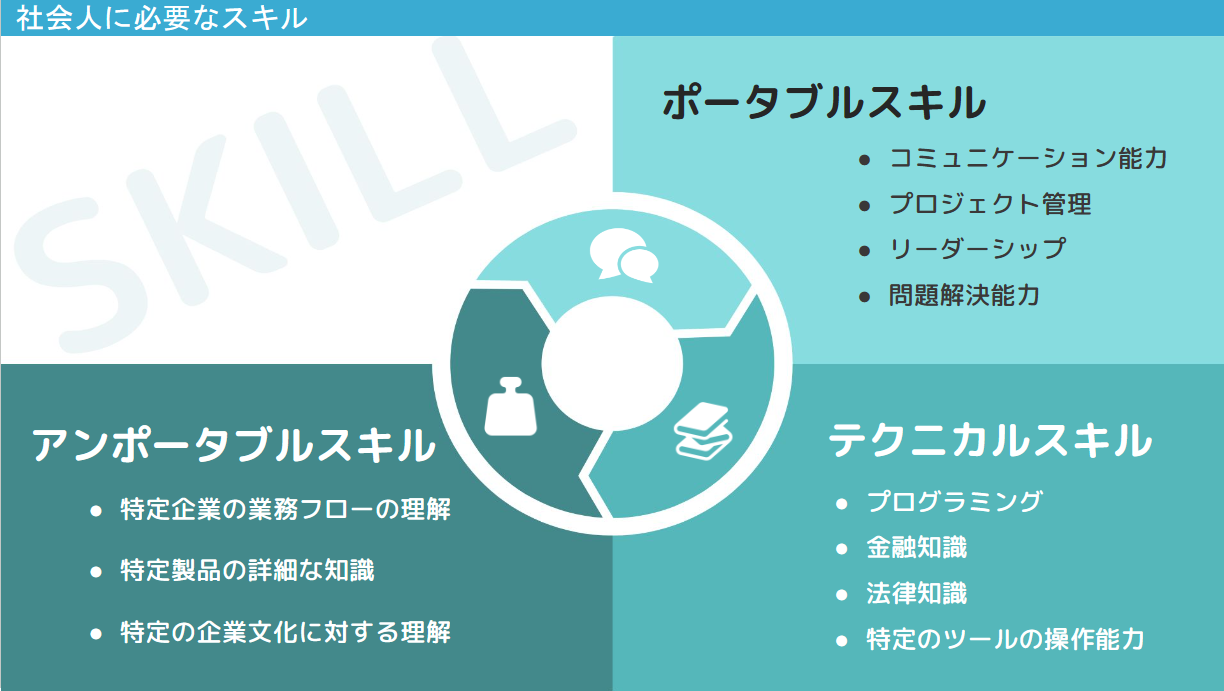 社会人に必要なスキル
SKILL
ポータブルスキル
● コミュニケーション能力
● プロジェクト管理
● リーダーシップ
● 問題解決能力
アンポータブルスキル
● 特定企業の業務フローの理解
● 特定製品の詳細な知識
● 特定の企業文化に対する理解
テクニカルスキル
● プログラミング
● 金融知識
● 法律知識
● 特定のツールの操作能力